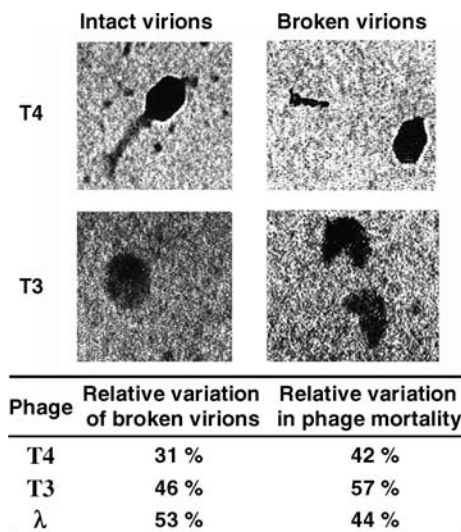 Intact virions Broken virions
T4
T3
Phage Relative variation of broken virions Relative variation in phage mortality
T4 31 % 42 %
T3 46 % 57 %
λ 53 % 44 %